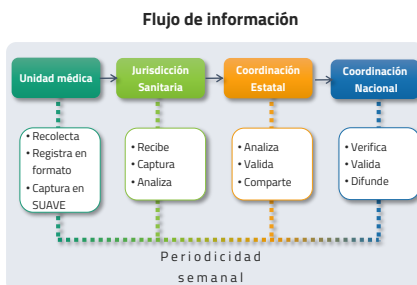 Flujo de información
Unidad médica
Jurisdicción
Sanitaria
Coordinación
Estatal
Coordinación
Nacional
• Recolecta
• Registra en
formato
• Captura en
SUAVE
• Recibe
• Captura
• Analiza
• Analiza
• Valida
• Comparte
• Verifica
• Valida
• Difunde
Periodicidad
semanal